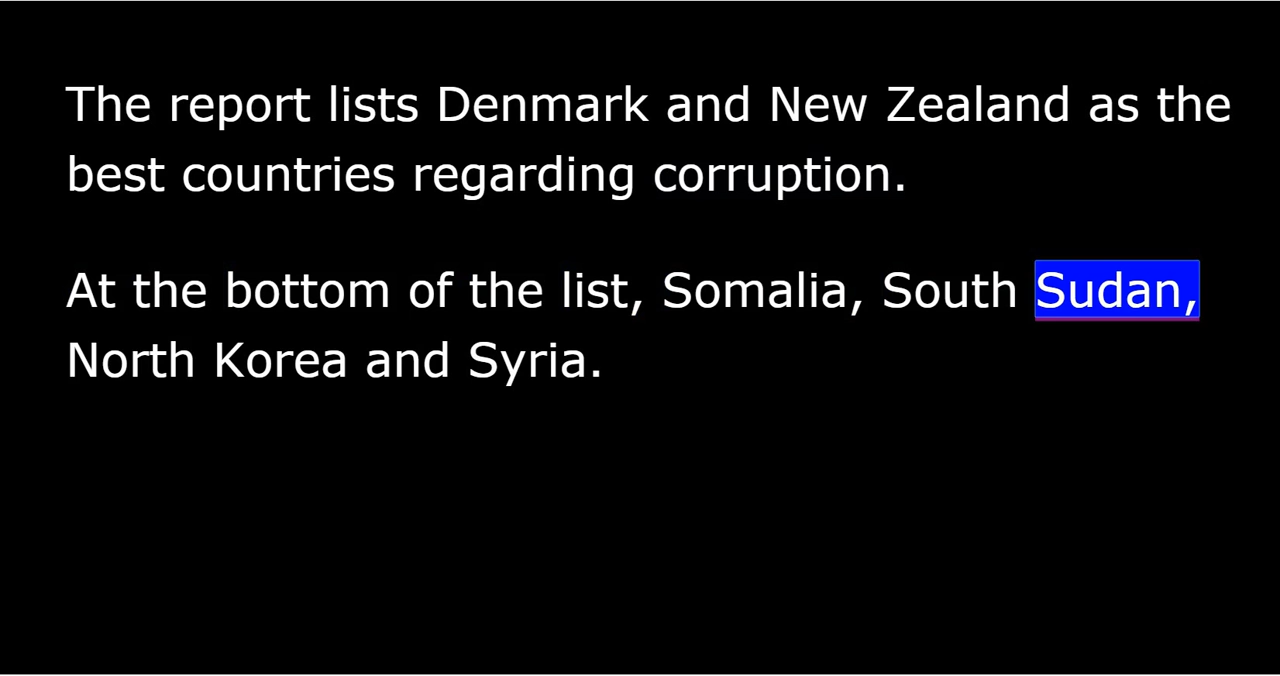 The report lists Denmark and New Zealand as the
best countries regarding corruption.
At the bottom of the list, Somalia, South Sudan,
North Korea and Syria.